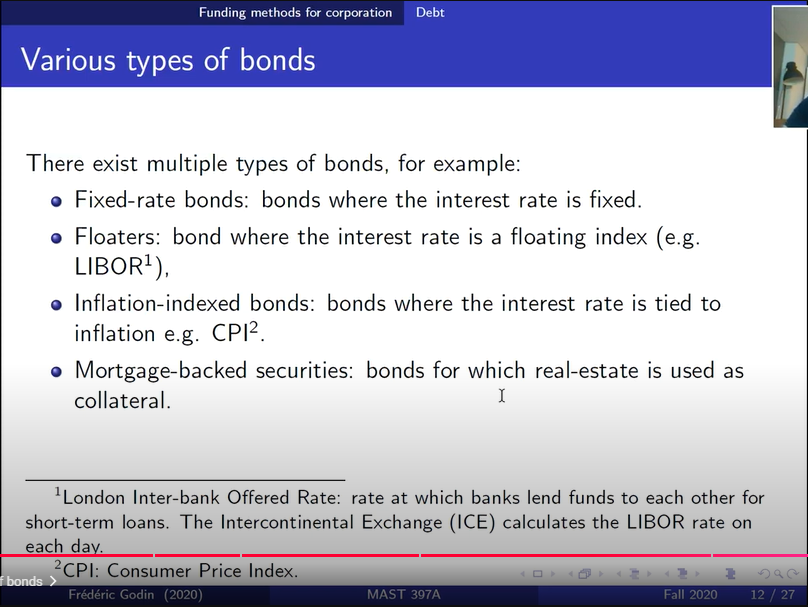 Funding methods for corporation Debt
Various types of bonds
There exist multiple types of bonds, for example:
Fixed-rate bonds: bonds where the interest rate is fixed.
Floaters: bond where the interest rate is a floating index (e.g.
LIBOR1),
Inflation-indexed bonds: bonds where the interest rate is tied to
inflation e.g. CPI2.
Mortgage-backed securities: bonds for which real-estate is used as
collateral.
1London Inter-bank Offered Rate: rate at which banks lend funds to each other for
short-term loans. The Intercontinental Exchange (ICE) calculates the LIBOR rate on
each day.
2CPI: Consumer Price Index.
f bonds
Frédéric Godin (2020) MAST 397A Fall 2020 12 / 27